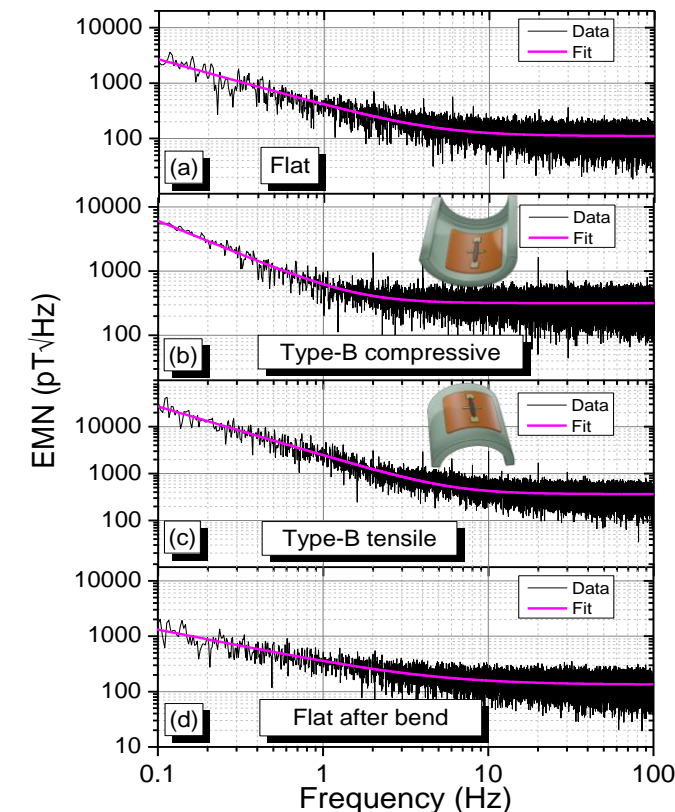 EMN (pT√Hz)
10000
1000
100
Data
Fit
(a)
Flat
10000
1000
100
Data
Fit
(b)
Type-B compressive
10000
1000
100
Data
Fit
(c)
Type-B tensile
10000
1000
100
10
Data
Fit
(d)
Flat after bend
0.1 1 10 100
Frequency (Hz)